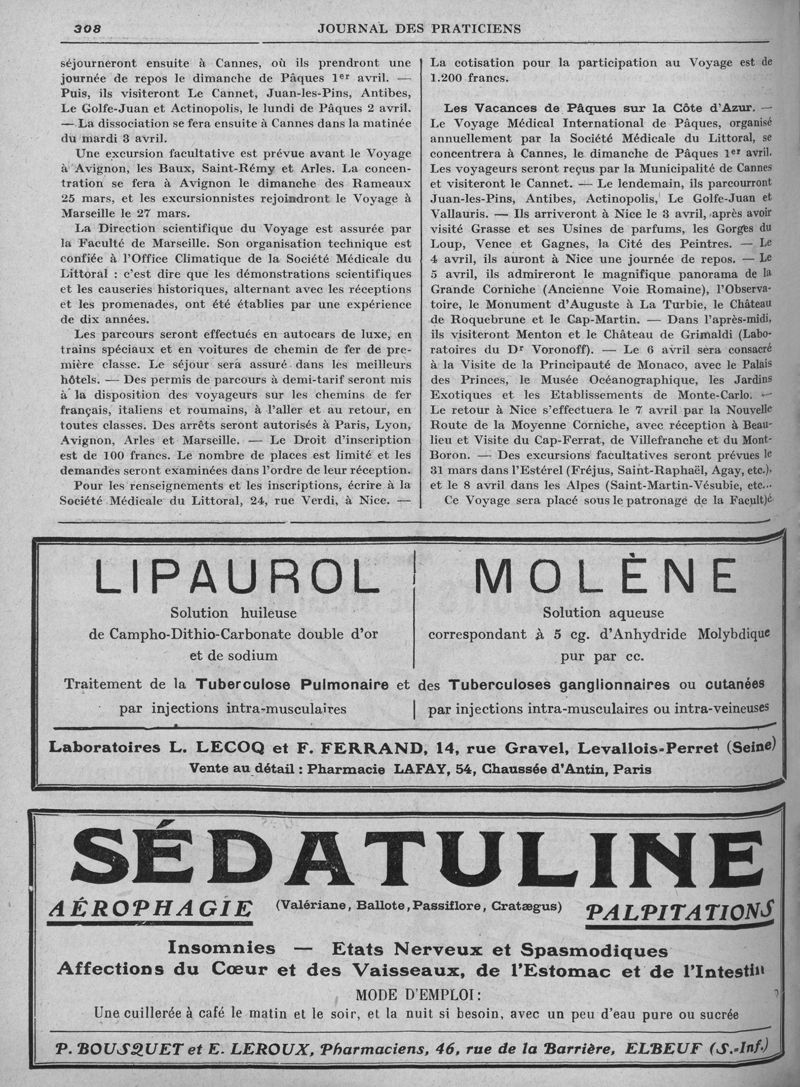 308
JOURNAL DES PRATICIENS
séjourneront ensuite à Cannes, où ils prendront une
journée de repos le dimanche de Pâques 1er avril. —
Puis, ils visiteront Le Cannet, Juan-les-Pins, Antibes,
Le Golfe-Juan et Actinopolis, le lundi de Pâques 2 avril.
— La dissociation se fera ensuite à Cannes dans la matinée
du mardi 3 avril.
Une excursion facultative est prévue avant le Voyage
à Avignon, les Baux, Saint-Rémy et Arles. La concen-
tration se fera à Avignon le dimanche des Rameaux
25 mars, et les excursionnistes rejoindront le Voyage à
Marseille le 27 mars.
La Direction scientifique du Voyage est assurée par
la Faculté de Marseille. Son organisation technique est
confiée à l'Office Climatique de la Société Médicale du
Littoral : c'est dire que les démonstrations scientifiques
et les causeries historiques, alternant avec les réceptions
et les promenades, ont été établies par une expérience
de dix années.
Les parcours seront effectués en autocars de luxe, en
trains spéciaux et en voitures de chemin de fer de pre-
mière classe. Le séjour sera assuré dans les meilleurs
hôtels. — Des permis de parcours à demi-tarif seront mis
à la disposition des voyageurs sur les chemins de fer
français, italiens et roumains, à l'aller et au retour, en
toutes classes. Des arrêts seront autorisés à Paris, Lyon,
Avignon, Arles et Marseille. — Le Droit d'inscription
est de 100 francs. Le nombre de places est limité et les
demandes seront examinées dans l'ordre de leur réception.
Pour les renseignements et les inscriptions, écrire à la
Société Médicale du Littoral, 24, rue Verdi, à Nice. —
La cotisation pour la participation au Voyage est de
1.200 francs.
Les Vacances de Pâques sur la Côte d'Azur. —
Le Voyage Médical International de Pâques, organisé
annuellement par la Société Médicale du Littoral, se
concentrera à Cannes, le dimanche de Pâques 1er avril.
Les voyageurs seront reçus par la Municipalité de Cannes
et visiteront le Cannet. — Le lendemain, ils parcourront
Juan-les-Pins, Antibes, Actinopolis, Le Golfe-Juan et
Vallauris. — Ils arriveront à Nice le 3 avril, après avoir
visité Grasse et ses Usines de parfums, les Gorges du
Loup, Vence et Gagnes, la Cité des Peintres. — Le
4 avril, ils auront à Nice une journée de repos. — Le
5 avril, ils admireront le magnifique panorama de la
Grande Corniche (Ancienne Voie Romaine), l'Observa-
toire, le Monument d'Auguste à La Turbie, le Château
de Roquebrune et le Cap-Martin. — Dans l'après-midi,
ils visiteront Menton et le Château de Grimaldi (Labo-
ratoires du Dr Voronoff). — Le 6 avril sera consacré
à la Visite de la Principauté de Monaco, avec le Palais
des Princes, le Musée Océanographique, les Jardins
Exotiques et les Etablissements de Monte-Carlo. —
Le retour à Nice s'effectuera le 7 avril par la Nouvelle
Route de la Moyenne Corniche, avec réception à Beau-
lieu et Visite du Cap-Ferrat, de Villefranche et du Mont-
Boron. — Des excursions facultatives seront prévues le
31 mars dans l'Estérel (Fréjus, Saint-Raphaël, Agay, etc.),
et le 8 avril dans les Alpes (Saint-Martin-Vésubie, etc...
Ce Voyage sera placé sous le patronage de la Facult)é
LIPAUROL
Solution huileuse
de Campho-Dithio-Carbonate double d'or
et de sodium
MOLÈNE
Solution aqueuse
correspondant à 5 cg. d'Anhydride Molybdique
pur par cc.
Traitement de la Tuberculose Pulmonaire et des Tuberculoses ganglionnaires ou cutanées
par injections intra-musculaires | par injections intra-musculaires ou intra-veineuses
Laboratoires L. LECOQ et F. FERRAND, 14, rue Gravel, Levallois-Perret (Seine)
Vente au détail : Pharmacie LAFAY, 54, Chaussée d'Antin, Paris
SÉDATULINE
AÉROPHAGIE (Valériane, Ballote, Passiflore, Cratægus) PALPITATIONS
Insomnies — Etats Nerveux et Spasmodiques
Affections du Cœur et des Vaisseaux, de l'Estomac et de l'Intestin
MODE D'EMPLOI :
Une cuillerée à café le matin et le soir, et la nuit si besoin, avec un peu d'eau pure ou sucrée
P. BOUSQUET et E. LEROUX, Pharmaciens, 46, rue de la Barrière, ELBEUF (S.-Inf.)